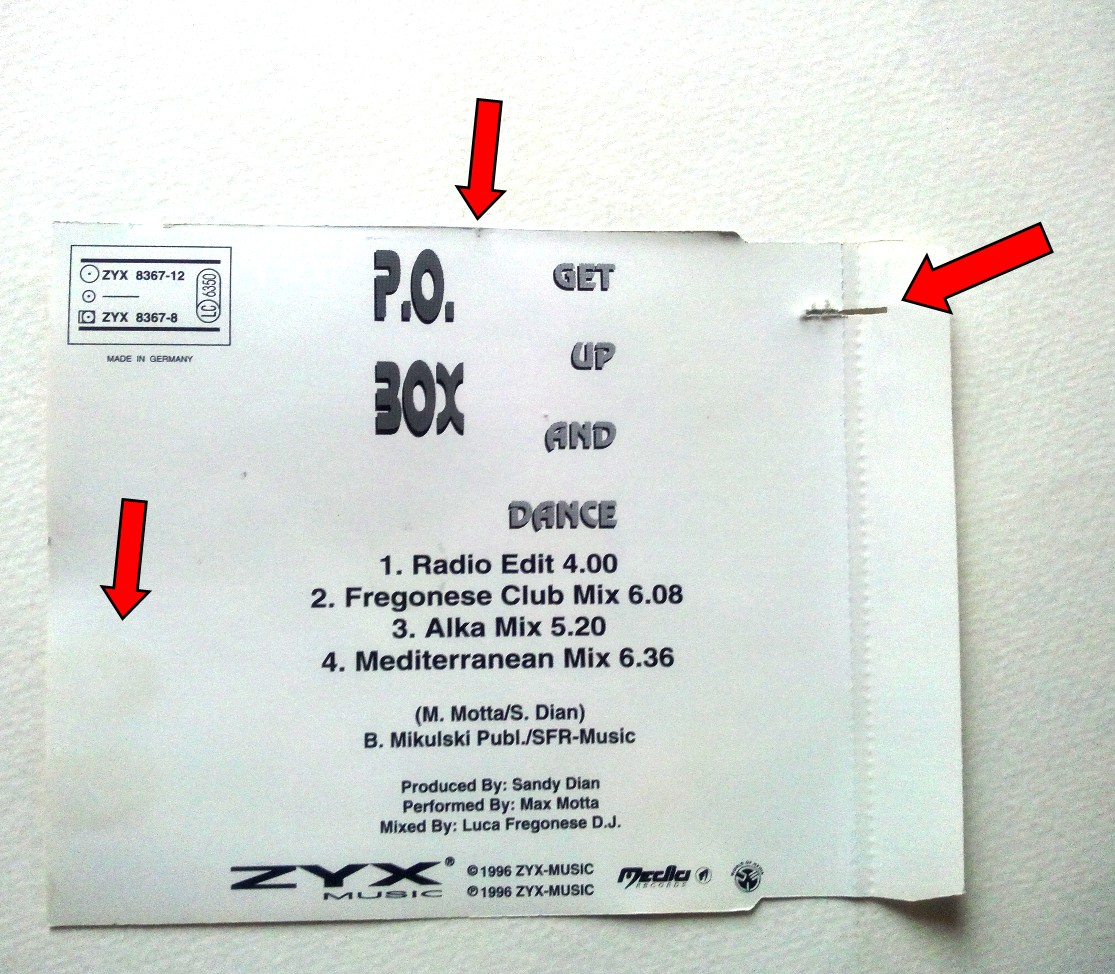 ZYX 8367-12
ZYX 8367-8
LC 6350
MADE IN GERMANY
P.O.
BOX
GET
UP
AND
DANCE
1. Radio Edit 4.00
2. Fregonese Club Mix 6.08
3. Alka Mix 5.20
4. Mediterranean Mix 6.36
(M. Motta/S. Dian)
B. Mikulski Publ./SFR-Music
Produced By: Sandy Dian
Performed By: Max Motta
Mixed By: Luca Fregonese D.J.
ZYX®
MUSIC
©1996 ZYX-MUSIC
℗1996 ZYX-MUSIC
Media
RECORDS